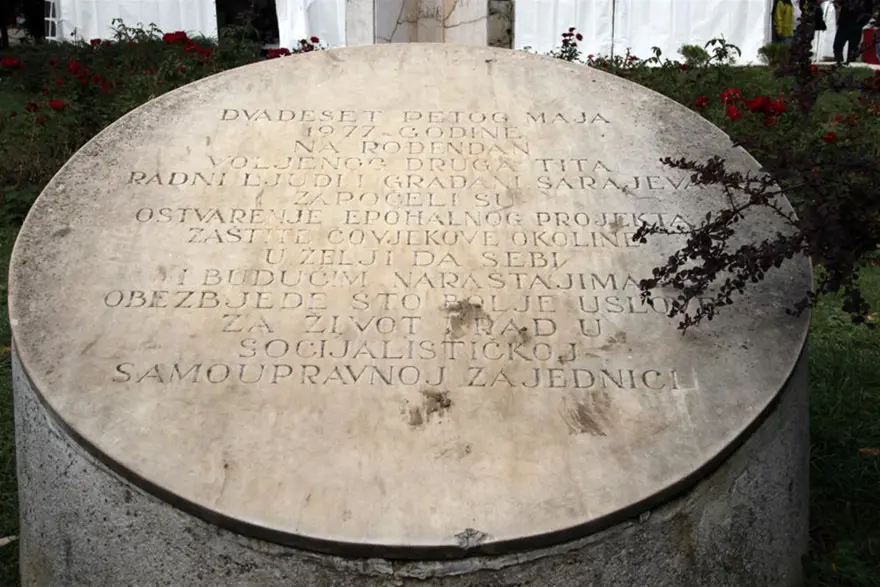 DVADESET PETOG MAJA
1977 GODINE
NA ROĐENDAN
VOLJENOG DRUGA TITA
RADNI LJUDI I GRAĐANI SARAJEVA
ZAPOČELI SU
OSTVARENJE EPOHALNOG PROJEKTA
ZAŠTITE ČOVJEKOVE OKOLINE
U ŽELJI DA SEBI
I BUDUĆIM NARAŠTAJIMA
OBEZBJEDE ŠTO BOLJE USLOVE
ZA ŽIVOT I RAD U
SOCIJALISTIČKOJ
SAMOUPRAVNOJ ZAJEDNICI